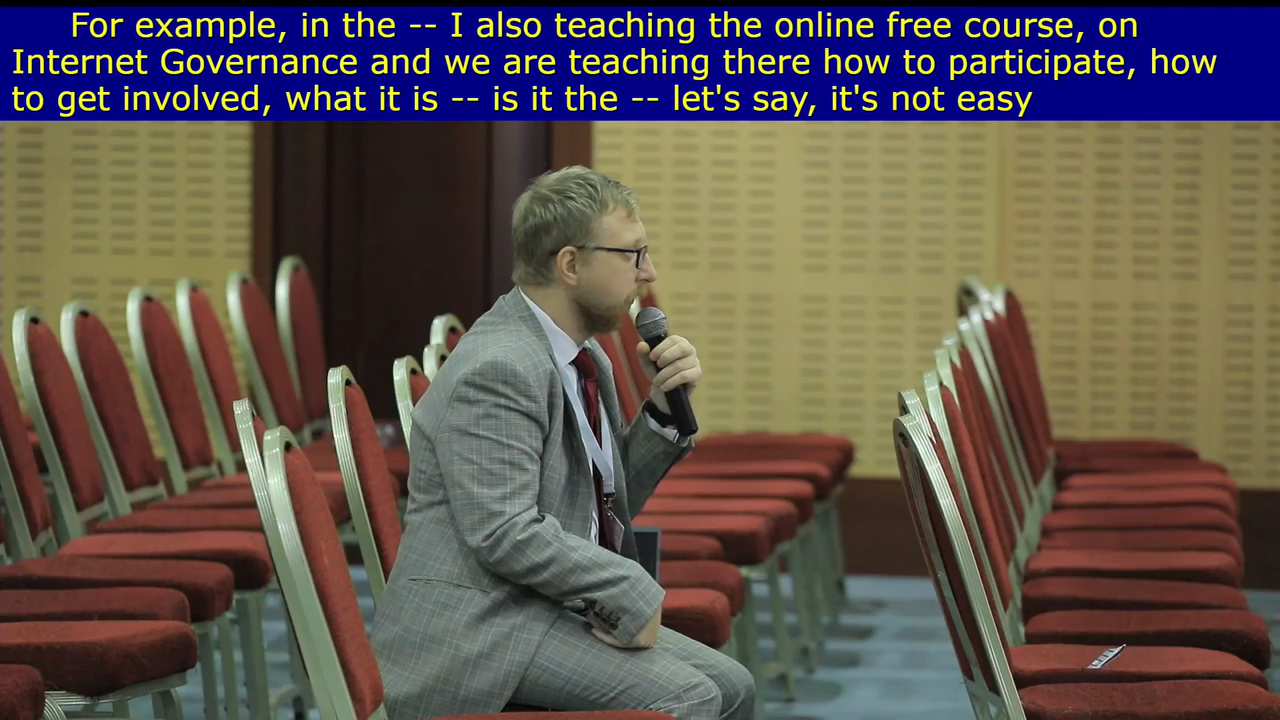 For example, in the -- I also teaching the online free course, on
Internet Governance and we are teaching there how to participate, how
to get involved, what it is -- is it the -- let's say, it's not easy